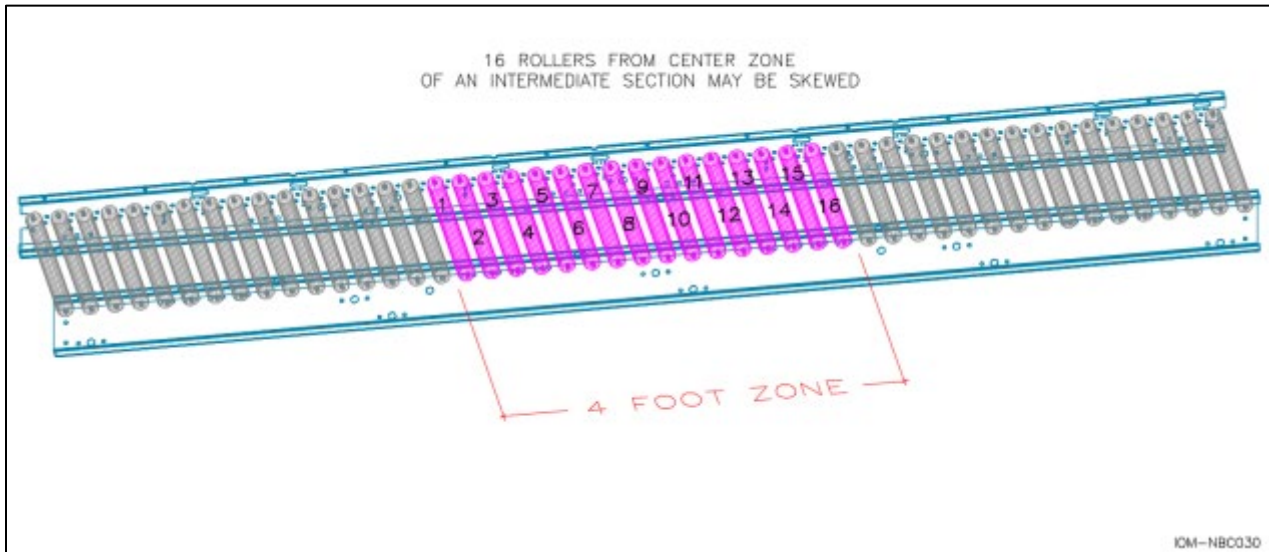 16 ROLLERS FROM CENTER ZONE
OF AN INTERMEDIATE SECTION MAY BE SKEWED
1 3 5 7 9 11 13 15
2 4 6 8 10 12 14 16
4 FOOT ZONE
IOM-NBC030